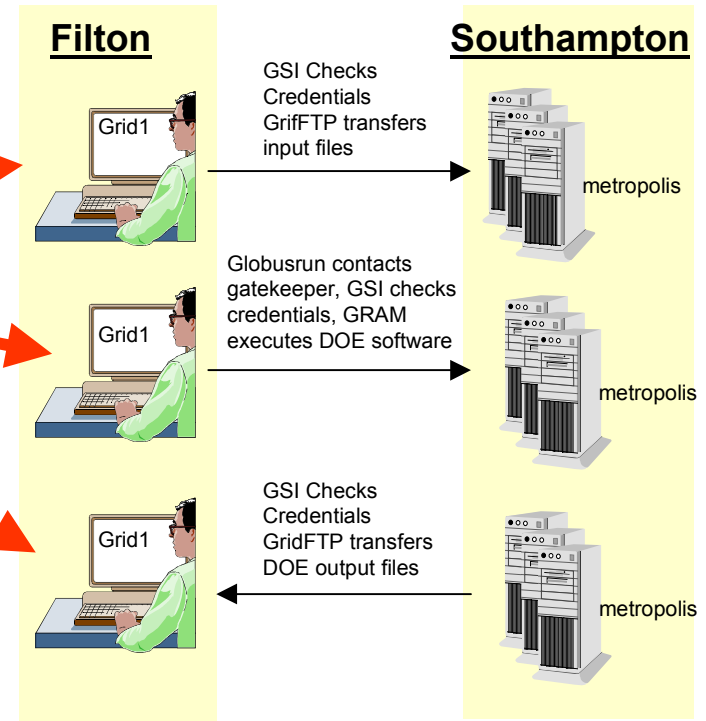 Filton
Southampton
GSI Checks
Credentials
GrifFTP transfers
input files
Grid1
metropolis
Globusrun contacts
gatekeeper, GSI checks
credentials, GRAM
executes DOE software
Grid1
metropolis
GSI Checks
Credentials
GridFTP transfers
DOE output files
Grid1
metropolis